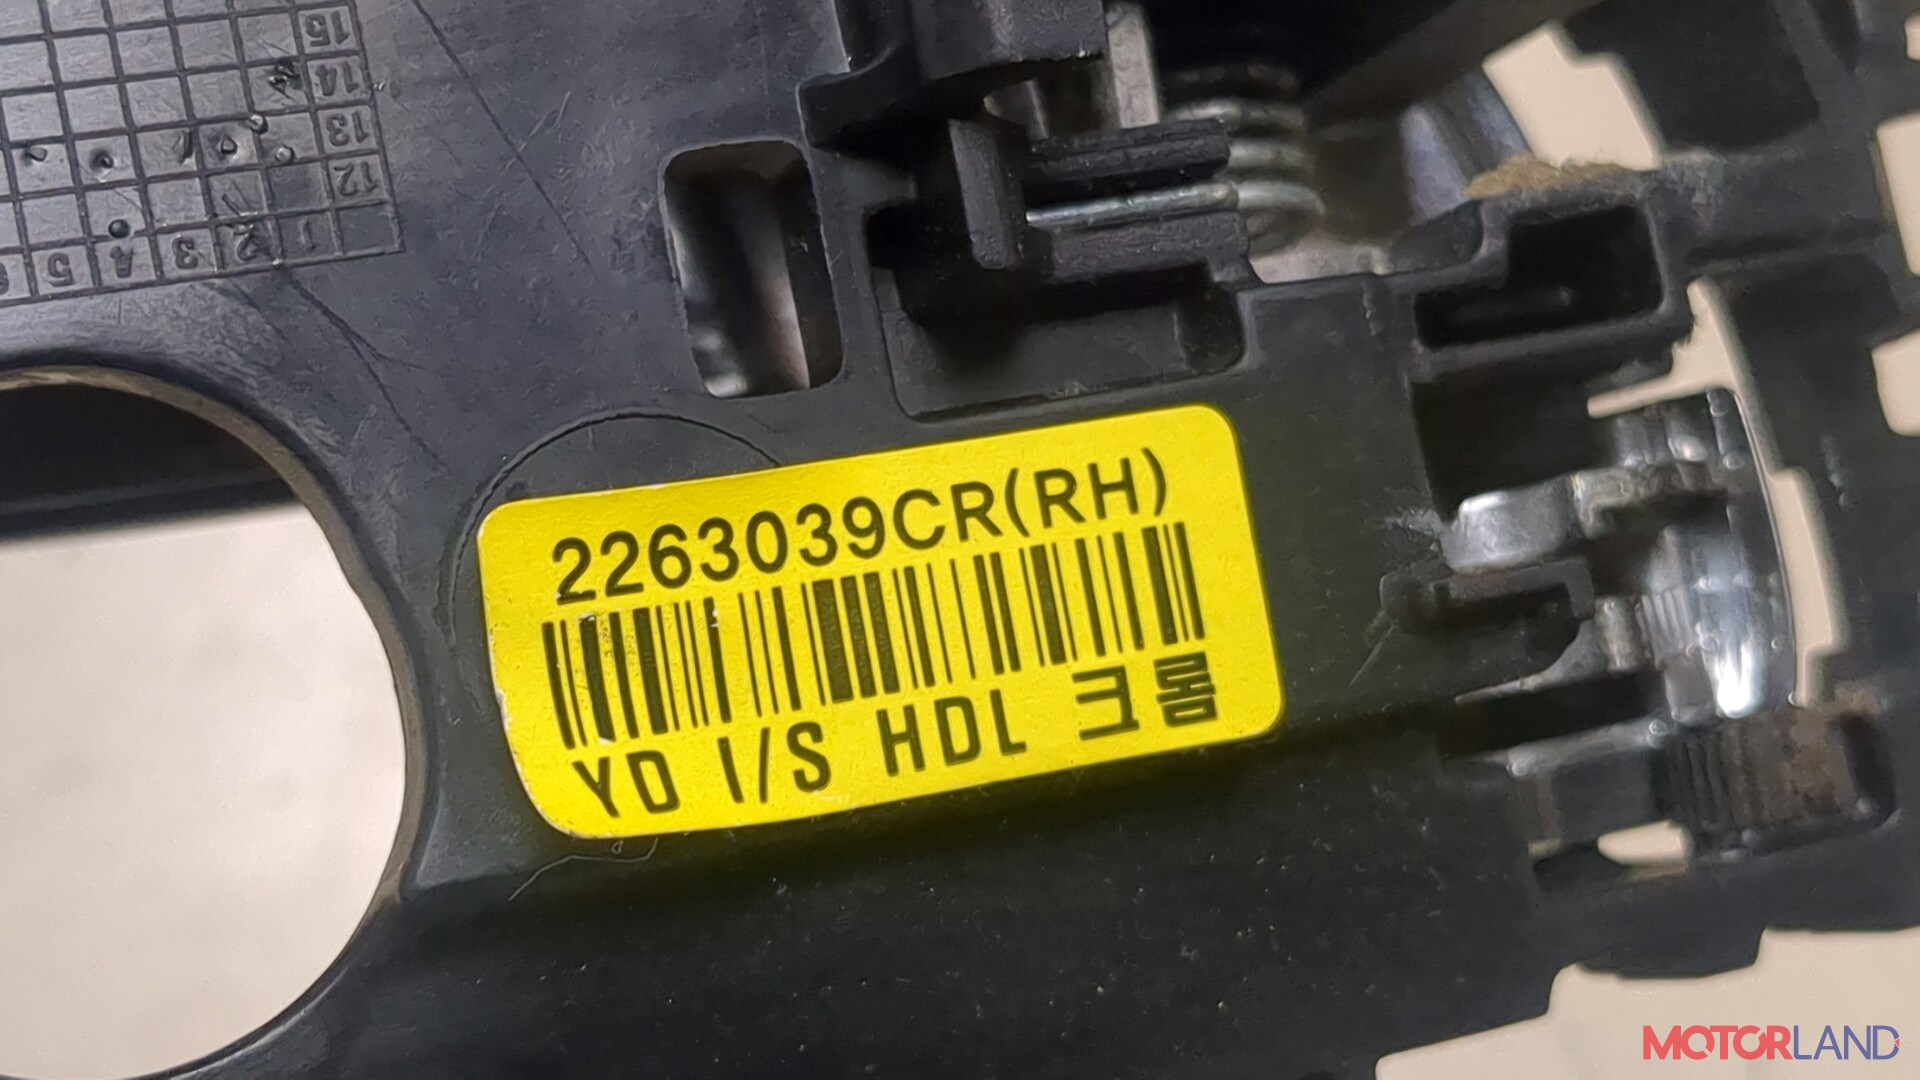 15
14
13
12
5 4 3 2 1
2263039CR(RH)
YD I/S HDL 크롬
MOTORLAND